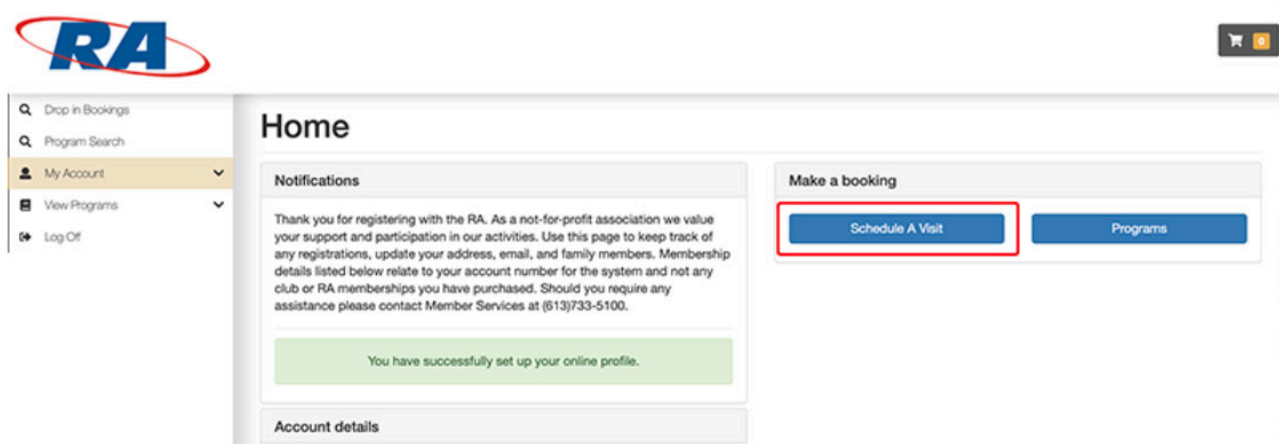 RA
0
Drop in Bookings
Program Search
My Account
View Programs
Log Off
Home
Notifications
Thank you for registering with the RA. As a not-for-profit association we value
your support and participation in our activities. Use this page to keep track of
any registrations, update your address, email, and family members. Membership
details listed below relate to your account number for the system and not any
club or RA memberships you have purchased. Should you require any
assistance please contact Member Services at (613)733-5100.
You have successfully set up your online profile.
Account details
Make a booking
Schedule A Visit
Programs